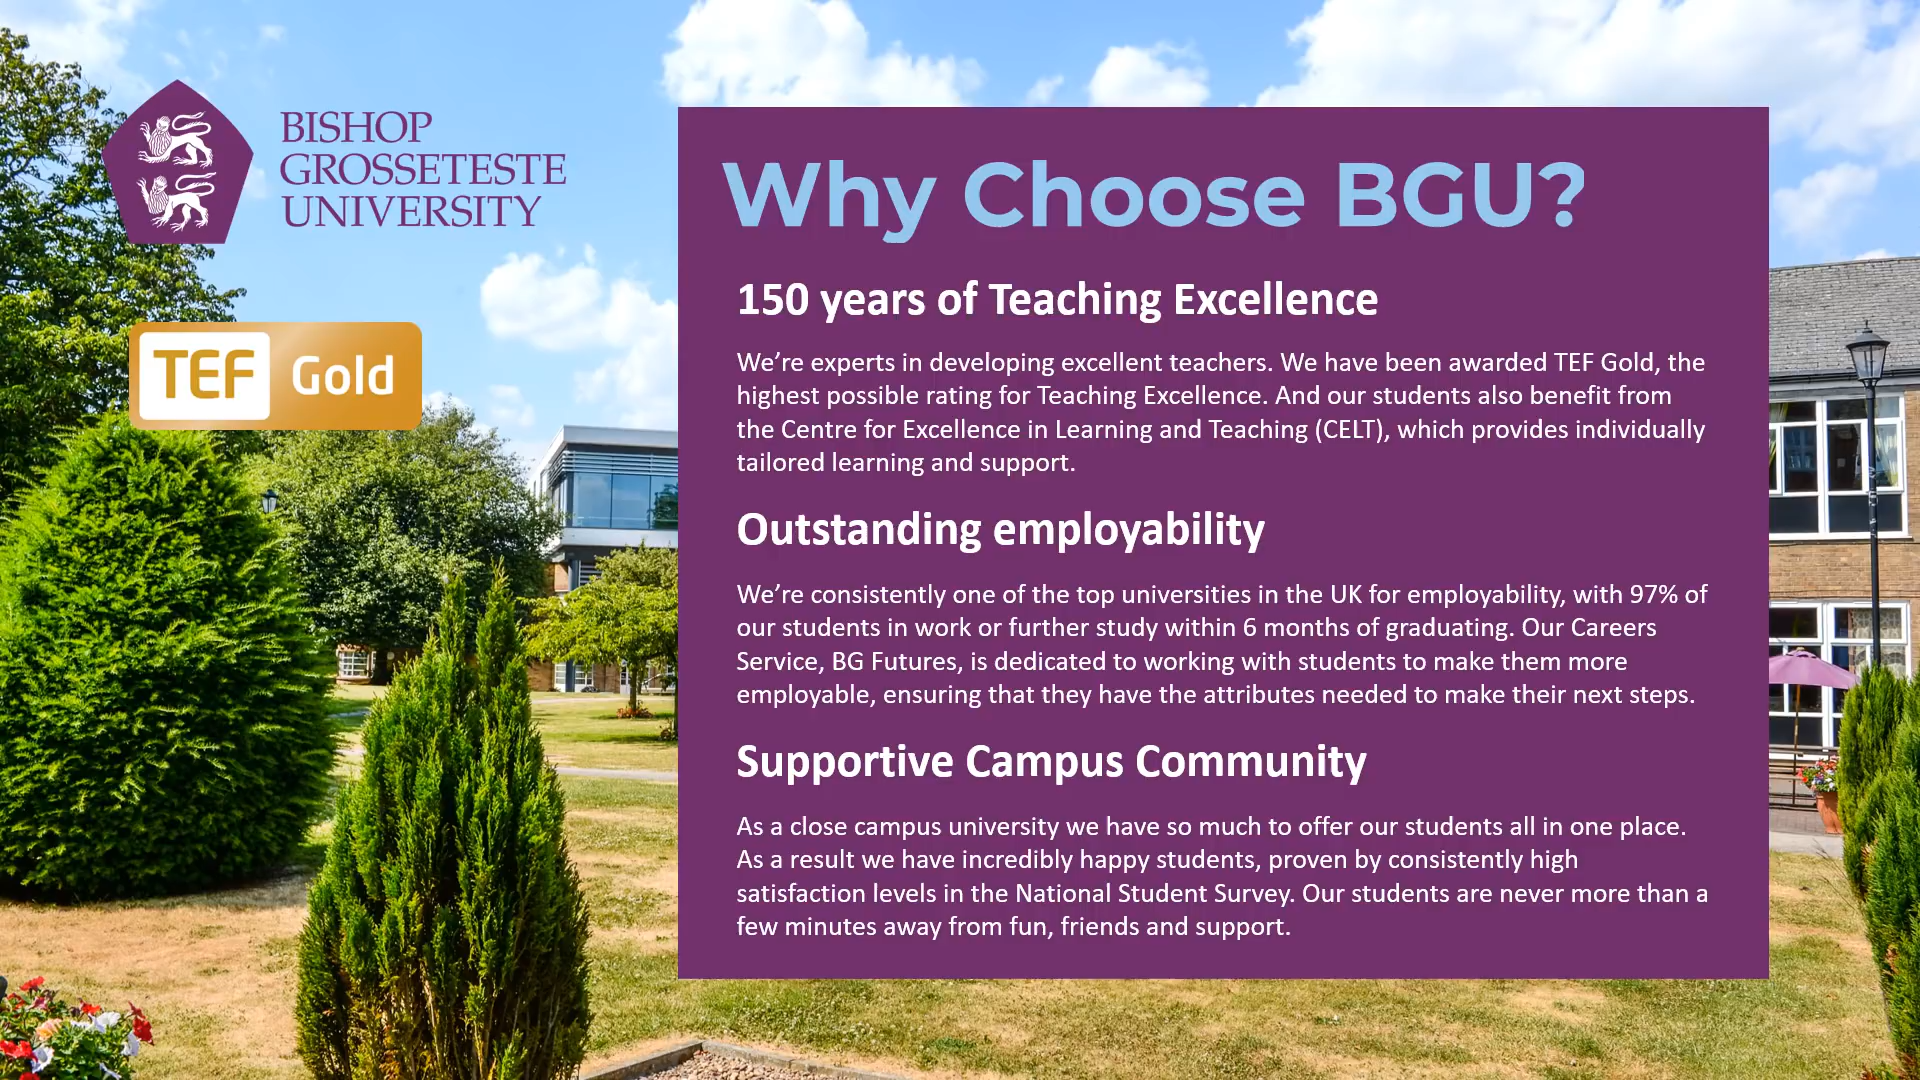 BISHOP
GROSSETESTE
UNIVERSITY
TEF Gold
Why Choose BGU?
150 years of Teaching Excellence
We’re experts in developing excellent teachers. We have been awarded TEF Gold, the
highest possible rating for Teaching Excellence. And our students also benefit from
the Centre for Excellence in Learning and Teaching (CELT), which provides individually
tailored learning and support.
Outstanding employability
We’re consistently one of the top universities in the UK for employability, with 97% of
our students in work or further study within 6 months of graduating. Our Careers
Service, BG Futures, is dedicated to working with students to make them more
employable, ensuring that they have the attributes needed to make their next steps.
Supportive Campus Community
As a close campus university we have so much to offer our students all in one place.
As a result we have incredibly happy students, proven by consistently high
satisfaction levels in the National Student Survey. Our students are never more than a
few minutes away from fun, friends and support.